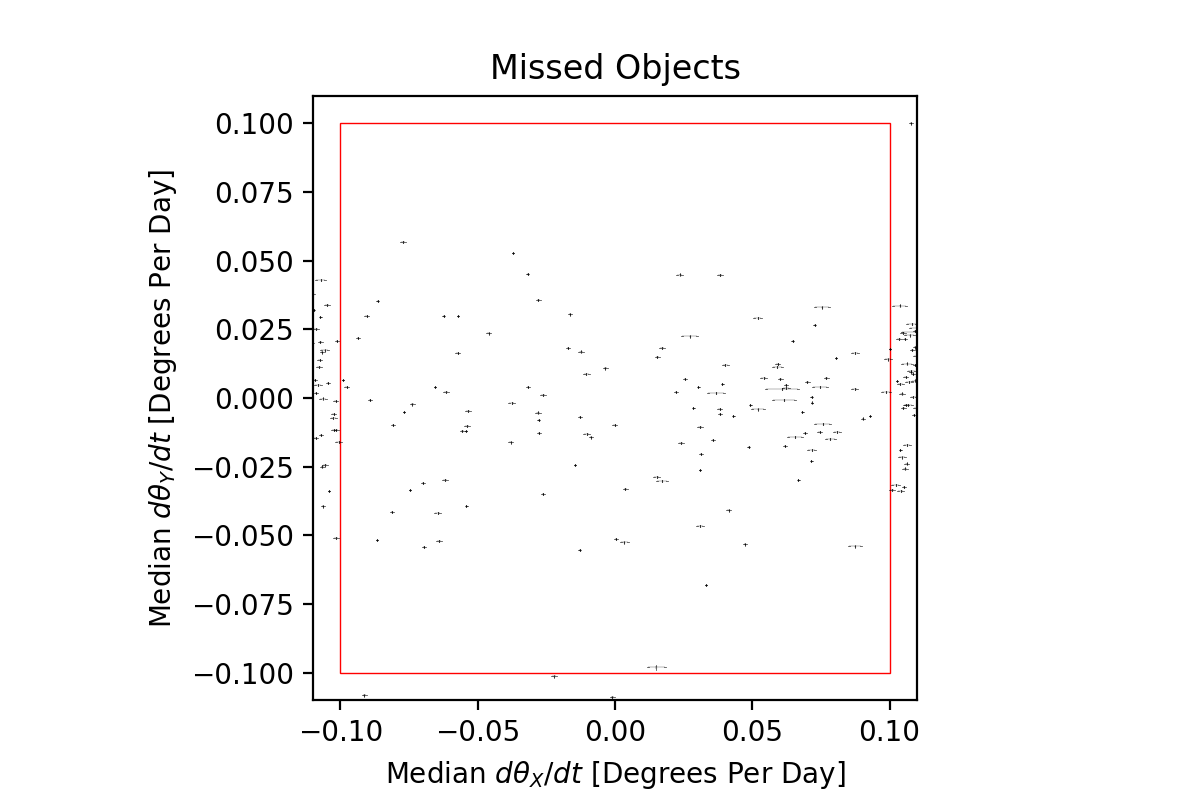 Missed Objects
0.100
0.075
0.050
0.025
0.000
−0.025
−0.050
−0.075
−0.100
Median dθY/dt [Degrees Per Day]
−0.10 −0.05 0.00 0.05 0.10
Median dθX/dt [Degrees Per Day]